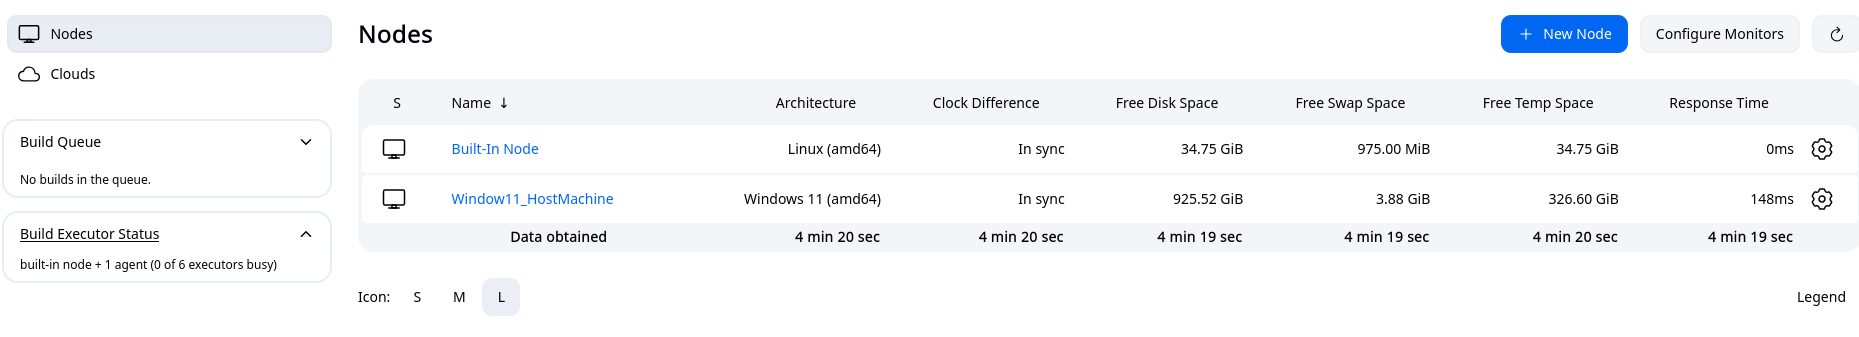 Nodes
Clouds
Build Queue
No builds in the queue.
Build Executor Status
built-in node + 1 agent (0 of 6 executors busy)
Nodes
+ New Node
Configure Monitors
S Name ↓ Architecture Clock Difference Free Disk Space Free Swap Space Free Temp Space Response Time
Built-In Node Linux (amd64) In sync 34.75 GiB 975.00 MiB 34.75 GiB 0ms
Window11_HostMachine Windows 11 (amd64) In sync 925.52 GiB 3.88 GiB 326.60 GiB 148ms
Data obtained 4 min 20 sec 4 min 20 sec 4 min 19 sec 4 min 19 sec 4 min 20 sec 4 min 19 sec
Icon: S M L
Legend